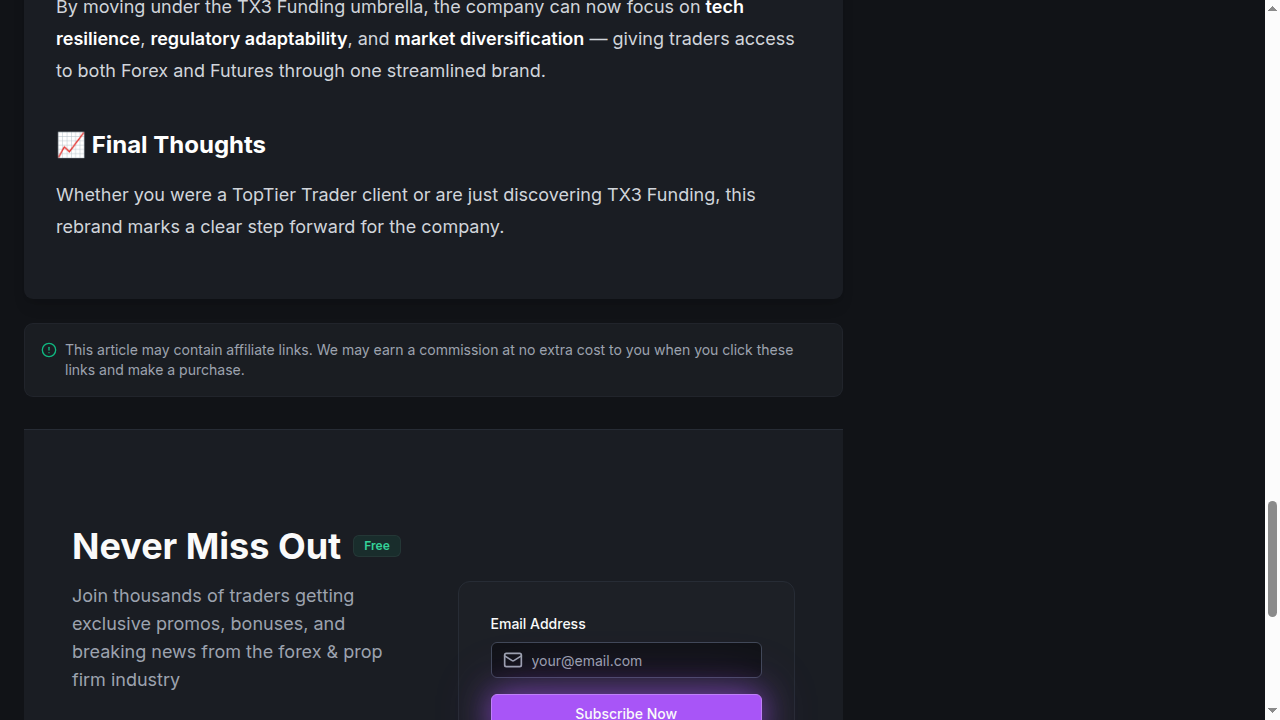 By moving under the TX3 Funding umbrella, the company can now focus on tech
resilience, regulatory adaptability, and market diversification — giving traders access
to both Forex and Futures through one streamlined brand.
📈 Final Thoughts
Whether you were a TopTier Trader client or are just discovering TX3 Funding, this
rebrand marks a clear step forward for the company.
This article may contain affiliate links. We may earn a commission at no extra cost to you when you click these
links and make a purchase.
Never Miss Out Free
Join thousands of traders getting
exclusive promos, bonuses, and
breaking news from the forex & prop
firm industry
Email Address
your@email.com
Subscribe Now